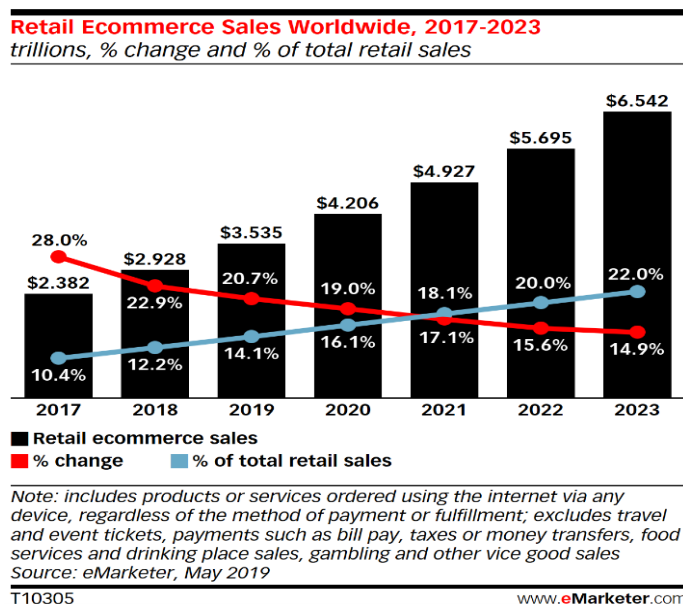 Retail Ecommerce Sales Worldwide, 2017-2023
trillions, % change and % of total retail sales
$6.542
$5.695
$4.927
$4.206
$3.535
$2.928
$2.382
28.0%
22.9%
20.7%
19.0%
18.1%
20.0%
22.0%
10.4%
12.2%
14.1%
16.1%
17.1%
15.6%
14.9%
2017 2018 2019 2020 2021 2022 2023
Retail ecommerce sales
% change % of total retail sales
Note: includes products or services ordered using the internet via any
device, regardless of the method of payment or fulfillment; excludes travel
and event tickets, payments such as bill pay, taxes or money transfers, food
services and drinking place sales, gambling and other vice good sales
Source: eMarketer, May 2019
T10305 www.eMarketer.com